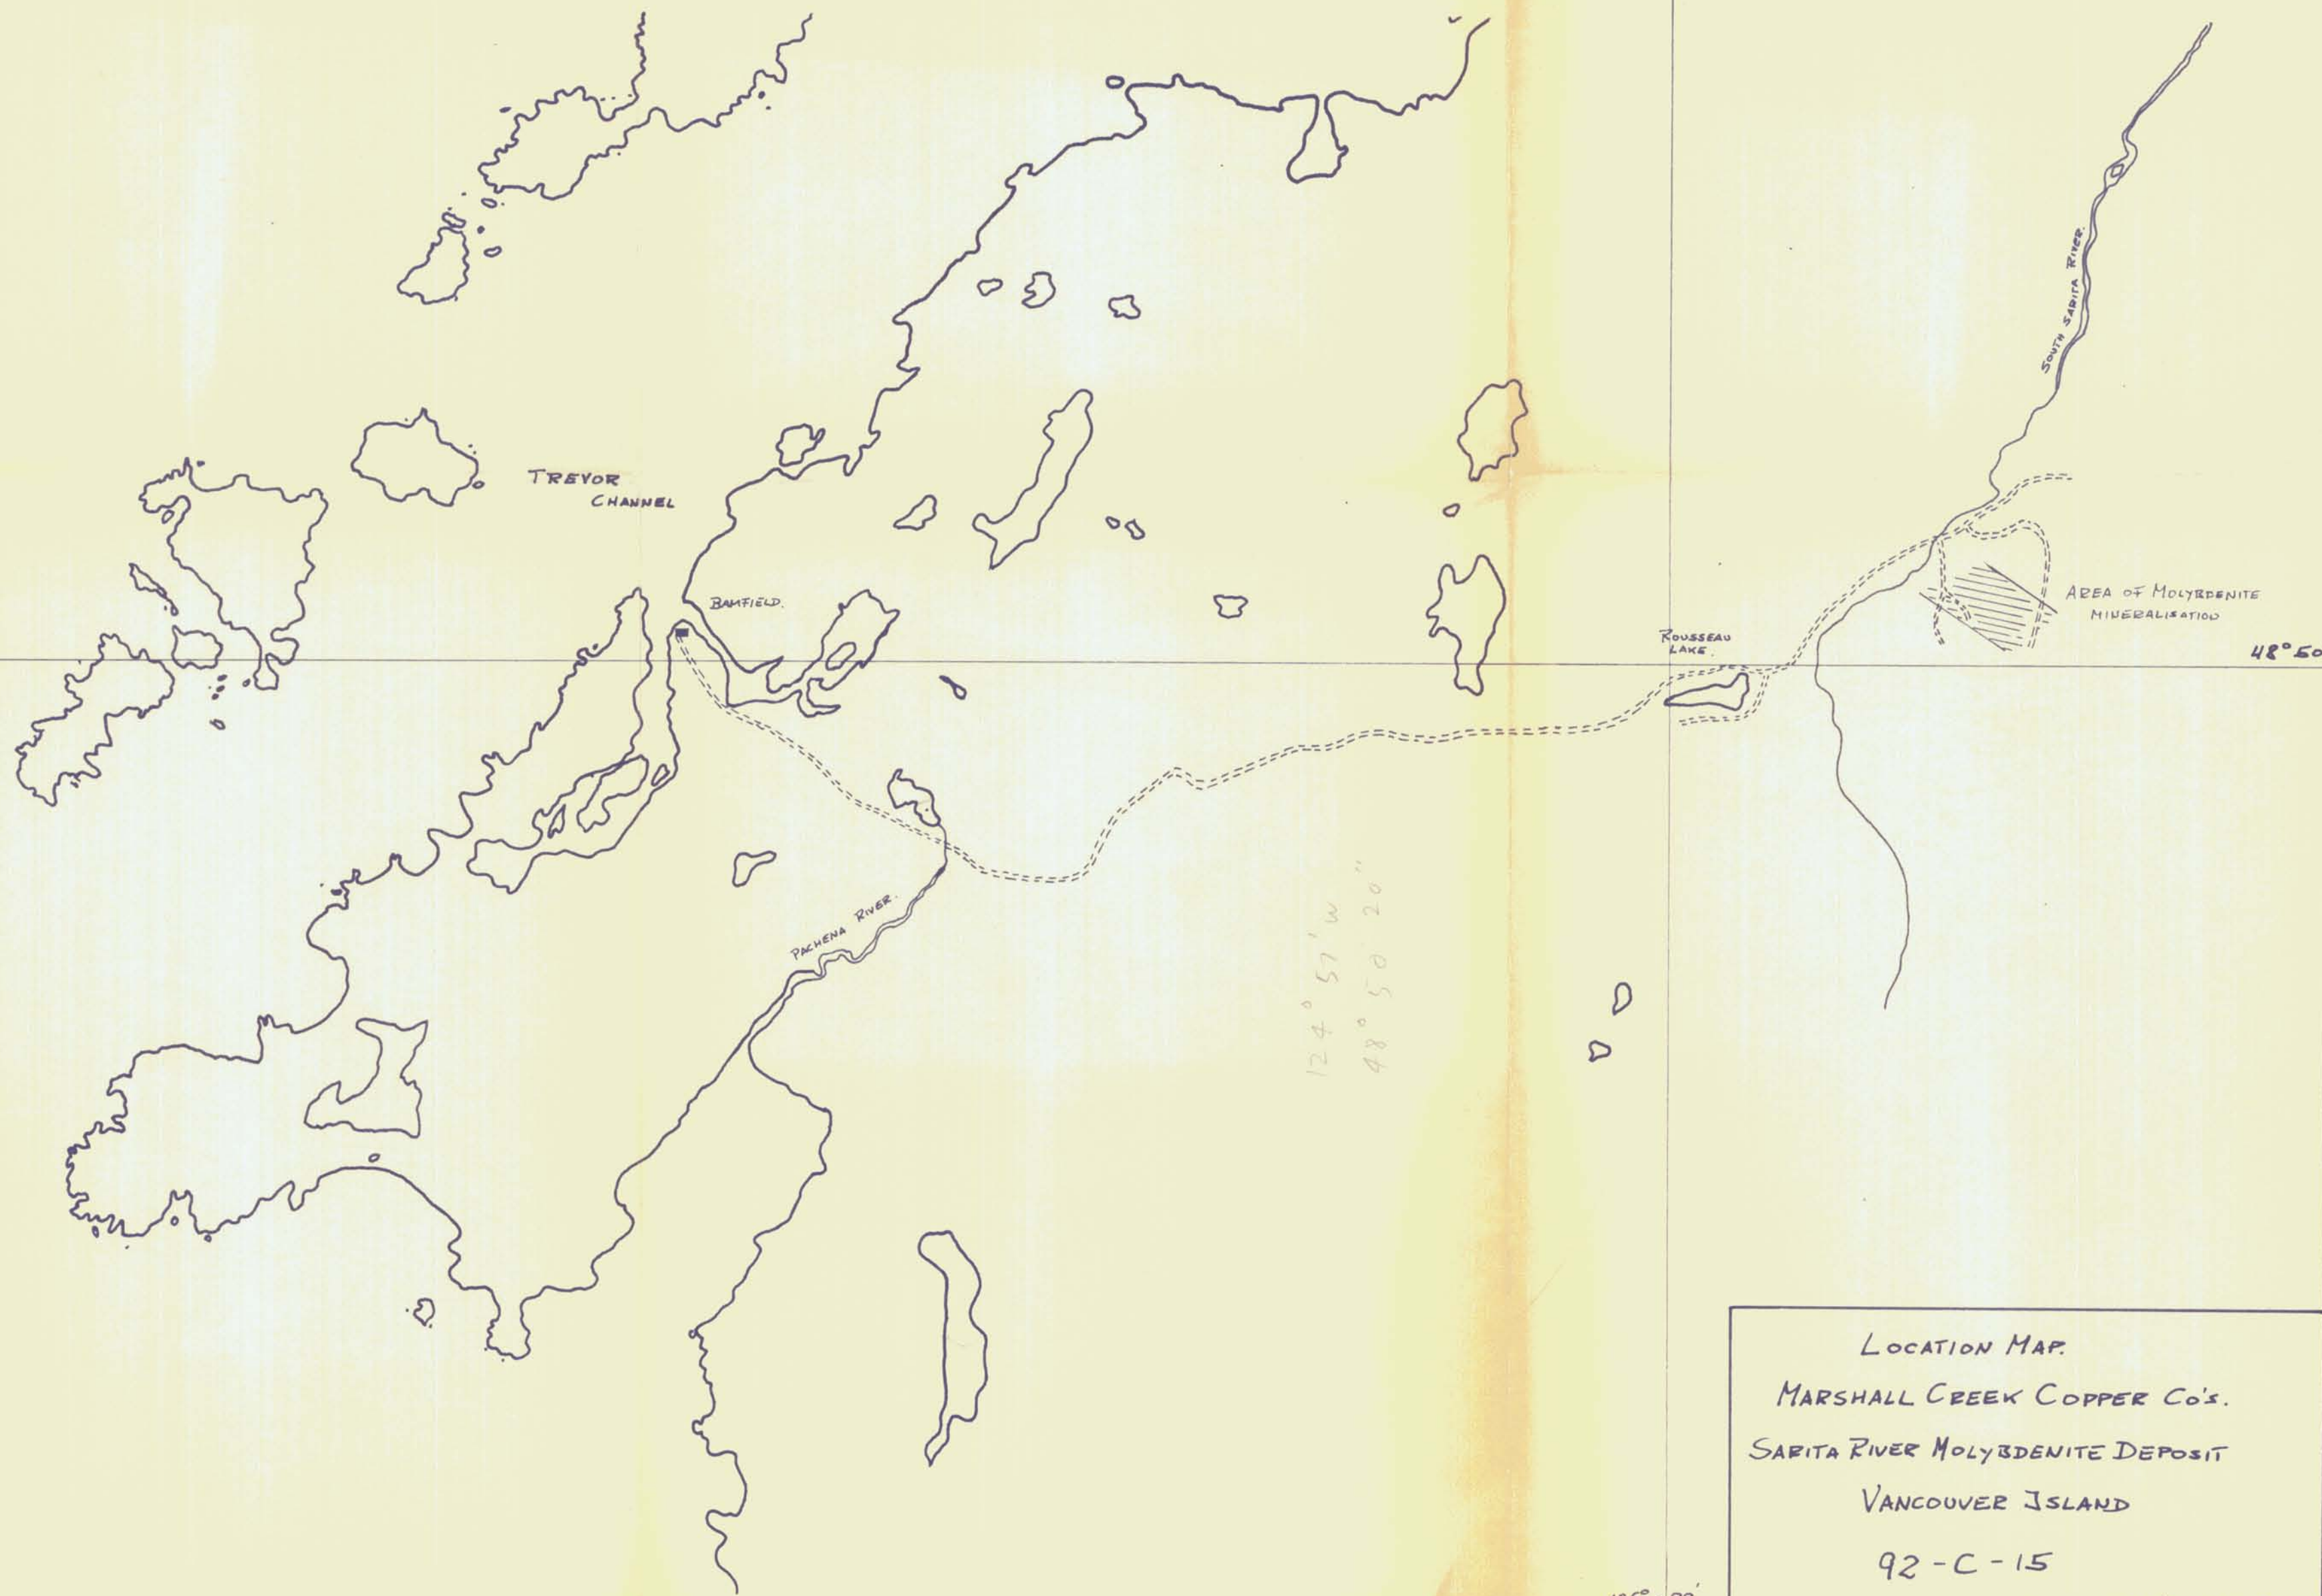 TREVOR
CHANNEL
BAMFIELD.
SOUTH SARITA RIVER.
AREA OF MOLYBDENITE
MINERALISATION
ROUSSEAU
LAKE.
48° 50
PACHENA RIVER.
124° 57' W
48° 50 20"
LOCATION MAP.
MARSHALL CREEK COPPER CO'S.
SARITA RIVER MOLYBDENITE DEPOSIT
VANCOUVER ISLAND
92-C-15